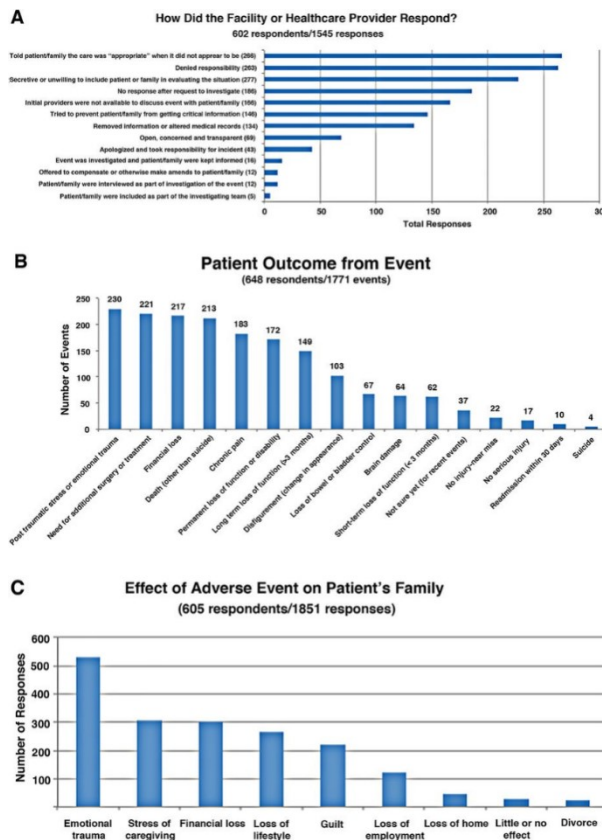 A
How Did the Facility or Healthcare Provider Respond?
602 respondents/1545 responses
Told patient/family the care was "appropriate" when it did not apprear to be (266)
Denied responsibility (263)
Secretive or unwilling to include patient or family in evaluating the situation (277)
No response after request to Investigate (186)
Initial providers were not available to discuss event with patient/family (166)
Tried to prevent patient/family from getting critical information (146)
Removed information or altered medical records (134)
Open, concerned and transparent (69)
Apologized and took responsibility for incident (43)
Event was investigated and patient/family were kept informed (16)
Offered to compensate or otherwise make amends to patient/family (12)
Patient/family were interviewed as part of investigation of the event (12)
Patient/family were included as part of the investigating team (5)
0 50 100 150 200 250 300
Total Responses
B
Patient Outcome from Event
(648 resondents/1771 events)
Number of Events
250
200
150
100
50
0
230 221 217 213 183 172 149 103 67 64 62 37 22 17 10 4
Post traumatic stress or emotional trauma
Need for additional surgery or treatment
Financial loss
Death (other than suicide)
Chronic pain
Permanent loss of function or disability
Long term loss of function (>3 months)
Disfigurement (change in appearance)
Loss of bowel or bladder control
Brain damage
Short-term loss of function (< 3 months)
Not sure yet (for recent events)
No injury-near miss
No serious injury
Readmission within 30 days
Suicide
C
Effect of Adverse Event on Patient's Family
(605 respondents/1851 responses)
Number of Responses
600
500
400
300
200
100
Emotional trauma
Stress of caregiving
Financial loss
Loss of lifestyle
Guilt
Loss of employment
Loss of home
Little or no effect
Divorce